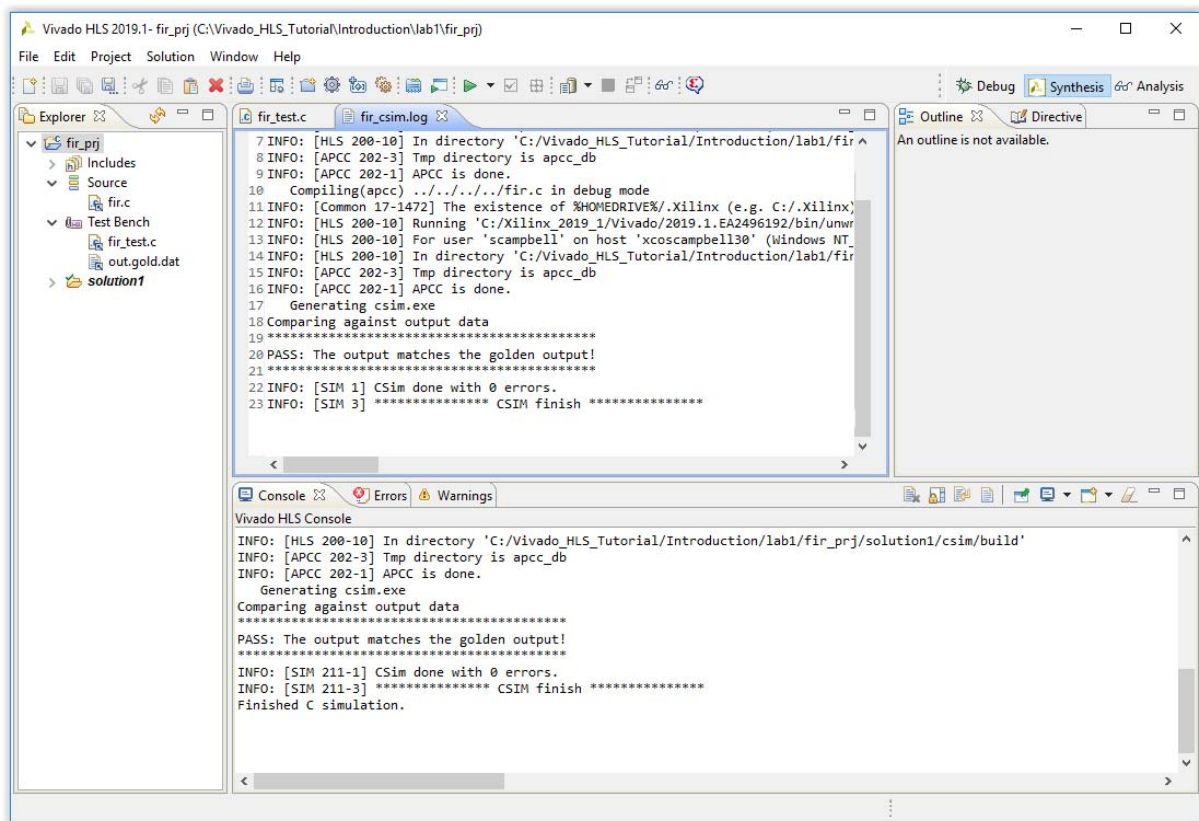 Vivado HLS 2019.1- fir_prj (C:\Vivado_HLS_Tutorial\Introduction\lab1\fir_prj)
File Edit Project Solution Window Help
Debug Synthesis Analysis
Explorer
fir_prj
Includes
Source
fir.c
Test Bench
fir_test.c
out.gold.dat
solution1
fir_test.c fir_csim.log
7 INFO: [HLS 200-10] In directory 'C:/Vivado_HLS_Tutorial/Introduction/lab1/fir
8 INFO: [APCC 202-3] Tmp directory is apcc_db
9 INFO: [APCC 202-1] APCC is done.
10 Compiling(apcc) ../../../../fir.c in debug mode
11 INFO: [Common 17-1472] The existence of %HOMEDRIVE%/.Xilinx (e.g. C:/.Xilinx)
12 INFO: [HLS 200-10] Running 'C:/Xilinx_2019_1/Vivado/2019.1.EA2496192/bin/unwr
13 INFO: [HLS 200-10] For user 'scampbell' on host 'xcoscampbell30' (Windows NT_
14 INFO: [HLS 200-10] In directory 'C:/Vivado_HLS_Tutorial/Introduction/lab1/fir
15 INFO: [APCC 202-3] Tmp directory is apcc_db
16 INFO: [APCC 202-1] APCC is done.
17 Generating csim.exe
18 Comparing against output data
19 *******************************************
20 PASS: The output matches the golden output!
21 *******************************************
22 INFO: [SIM 1] CSim done with 0 errors.
23 INFO: [SIM 3] *************** CSIM finish ***************
Outline Directive
An outline is not available.
Console Errors Warnings
Vivado HLS Console
INFO: [HLS 200-10] In directory 'C:/Vivado_HLS_Tutorial/Introduction/lab1/fir_prj/solution1/csim/build'
INFO: [APCC 202-3] Tmp directory is apcc_db
INFO: [APCC 202-1] APCC is done.
Generating csim.exe
Comparing against output data
*******************************************
PASS: The output matches the golden output!
*******************************************
INFO: [SIM 211-1] CSim done with 0 errors.
INFO: [SIM 211-3] *************** CSIM finish ***************
Finished C simulation.